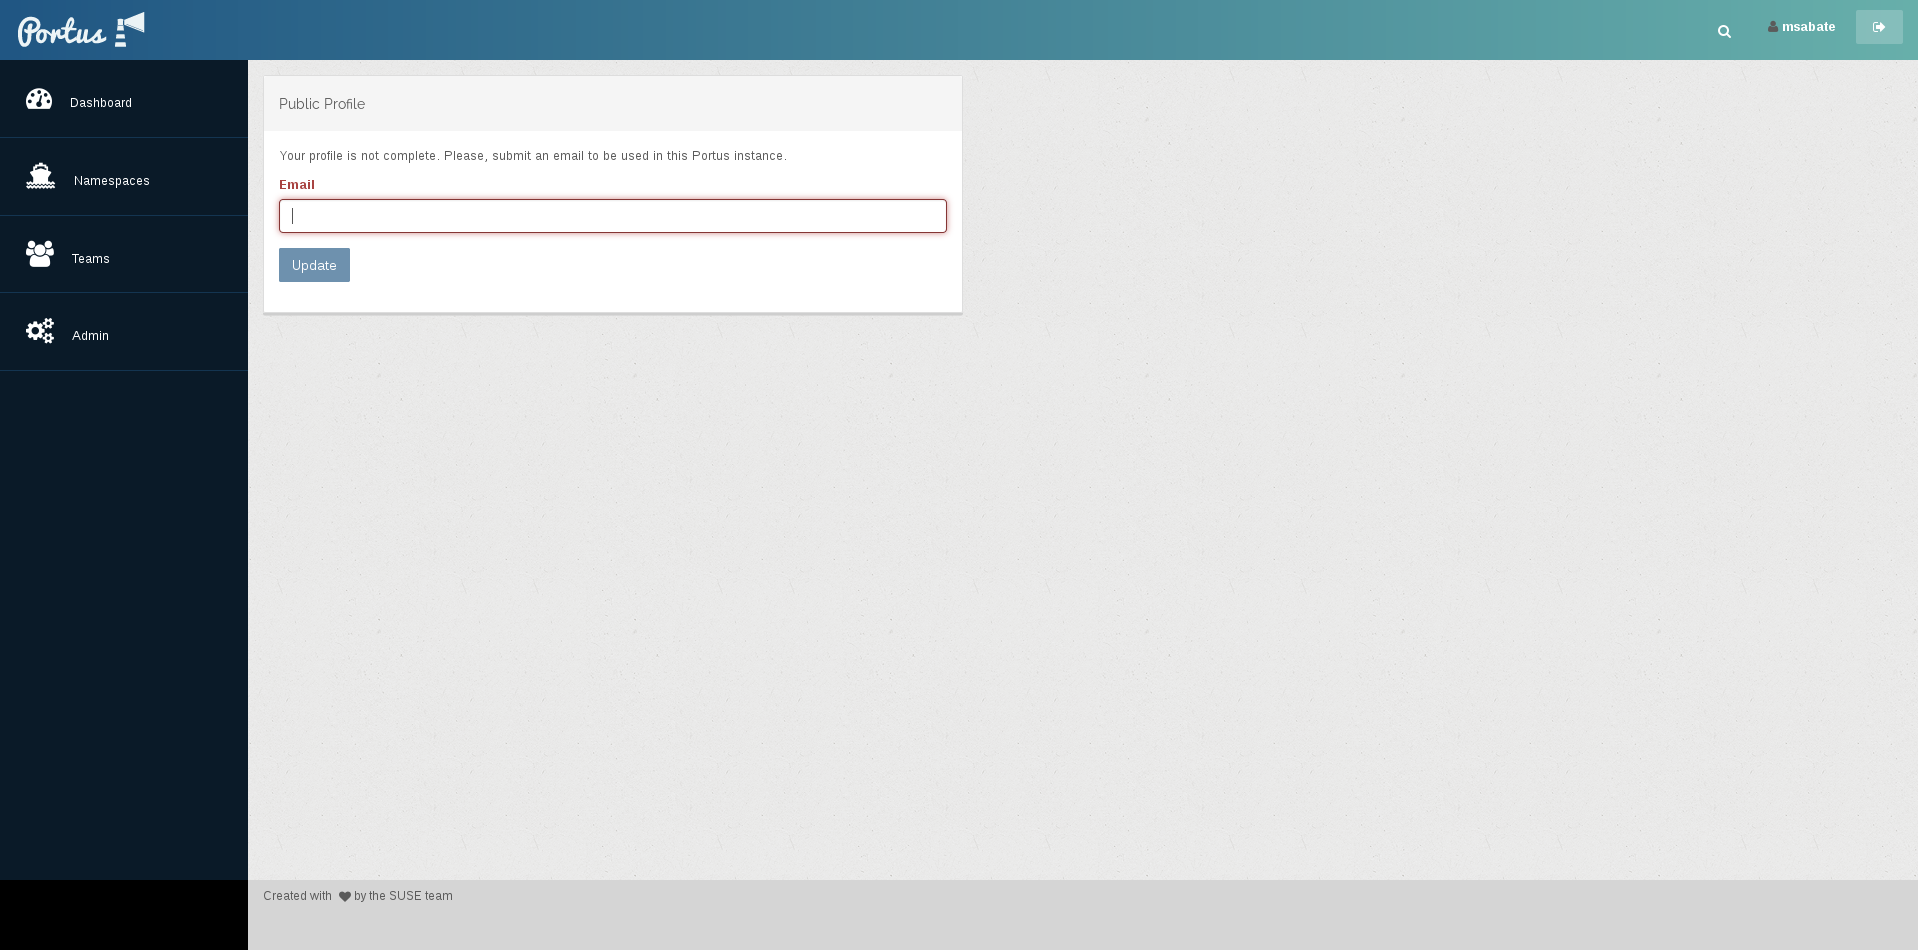 Portus
msabate
Dashboard
Namespaces
Teams
Admin
Public Profile
Your profile is not complete. Please, submit an email to be used in this Portus instance.
Email
Update
Created with by the SUSE team